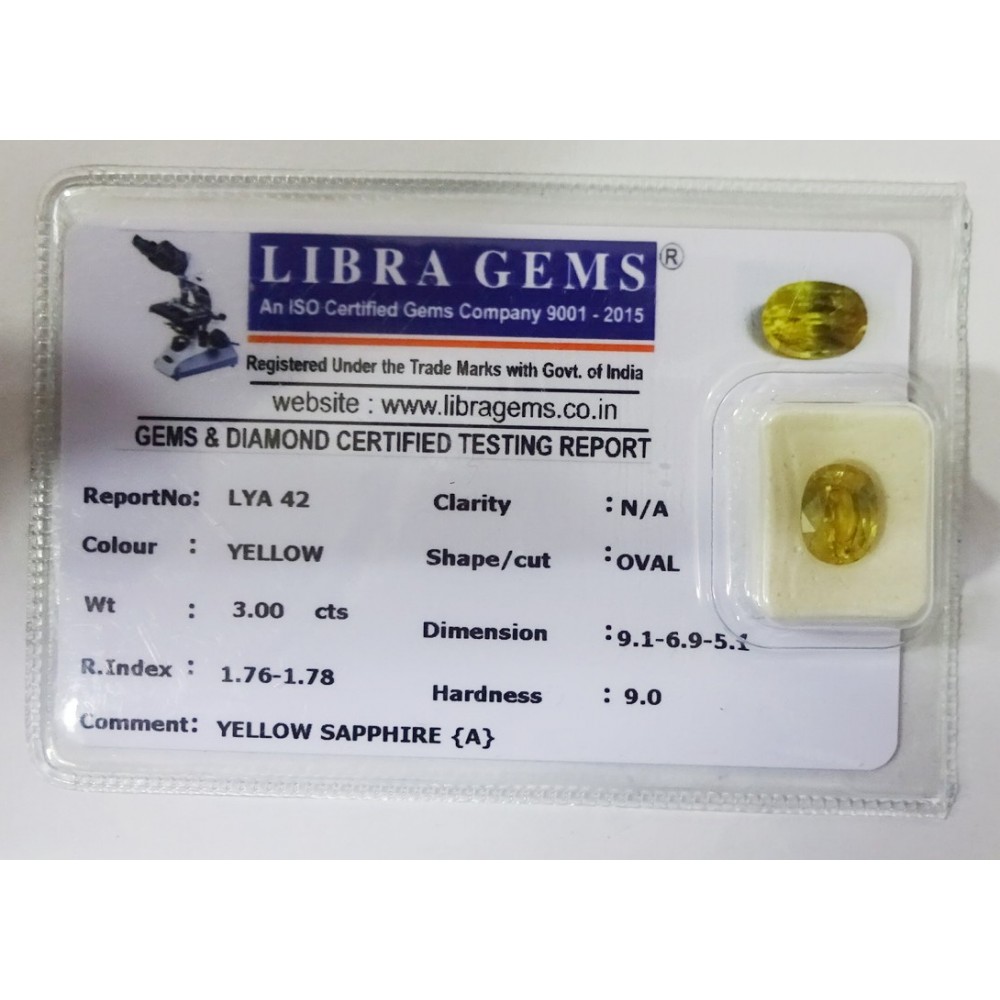 LIBRA GEMS ®
An ISO Certified Gems Company 9001 - 2015
Registered Under the Trade Marks with Govt. of India
website : www.libragems.co.in
GEMS & DIAMOND CERTIFIED TESTING REPORT
ReportNo: LYA 42 Clarity : N/A
Colour : YELLOW Shape/cut : OVAL
Wt : 3.00 cts Dimension : 9.1-6.9-5.1
R.Index : 1.76-1.78 Hardness : 9.0
Comment: YELLOW SAPPHIRE {A}